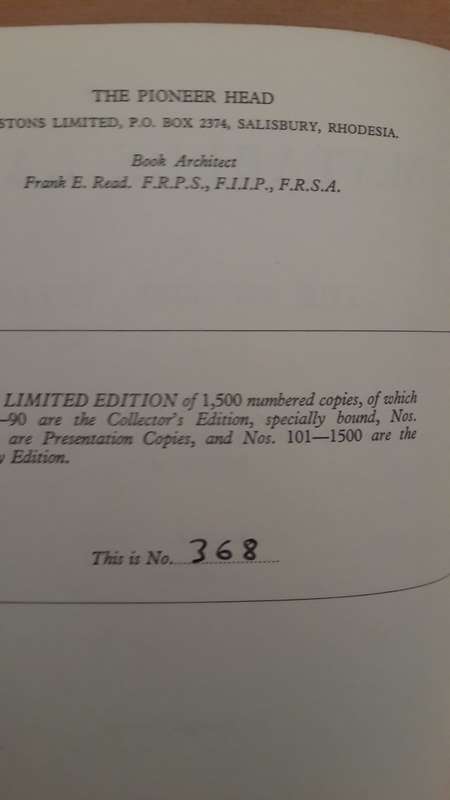 THE PIONEER HEAD
STONS LIMITED, P.O. BOX 2374, SALISBURY, RHODESIA.
Book Architect
Frank E. Read. F.R.P.S., F.I.I.P., F.R.S.A.
LIMITED EDITION of 1,500 numbered copies, of which
—90 are the Collector's Edition, specially bound, Nos.
are Presentation Copies, and Nos. 101—1500 are the
Edition.
This is No. 368